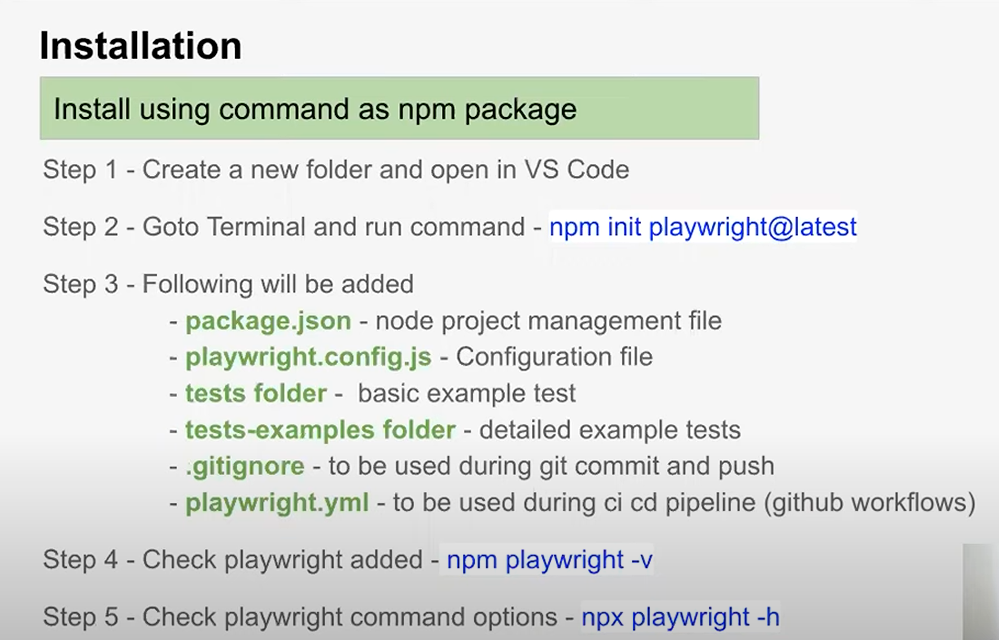 Installation
Install using command as npm package
Step 1 - Create a new folder and open in VS Code
Step 2 - Goto Terminal and run command - npm init playwright@latest
Step 3 - Following will be added
- package.json - node project management file
- playwright.config.js - Configuration file
- tests folder - basic example test
- tests-examples folder - detailed example tests
- .gitignore - to be used during git commit and push
- playwright.yml - to be used during ci cd pipeline (github workflows)
Step 4 - Check playwright added - npm playwright -v
Step 5 - Check playwright command options - npx playwright -h